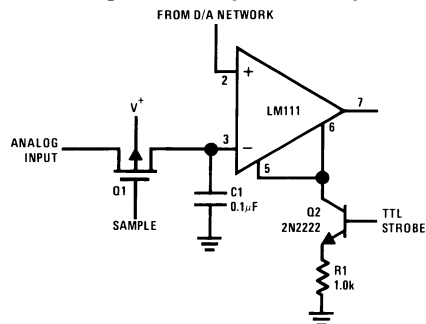 FROM D/A NETWORK
2
+
LM111
7
V+
6
ANALOG
INPUT
3
−
5
Q1
C1
0.1μF
Q2
2N2222
TTL
STROBE
SAMPLE
R1
1.0k